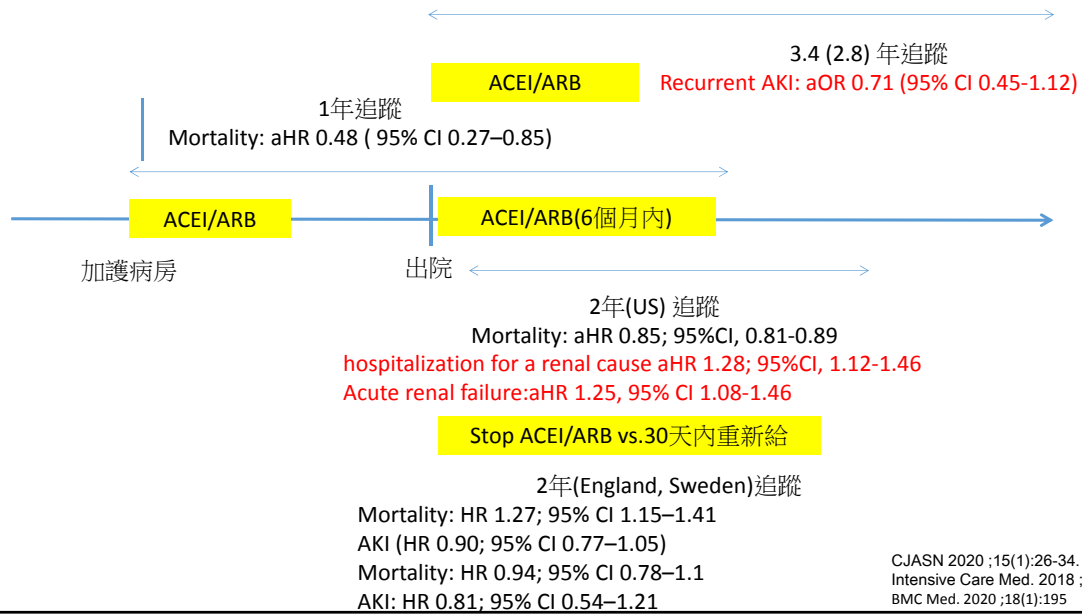 3.4 (2.8) 年追蹤
ACEI/ARB
Recurrent AKI: aOR 0.71 (95% CI 0.45-1.12)
1年追蹤
Mortality: aHR 0.48 ( 95% CI 0.27–0.85)
ACEI/ARB
ACEI/ARB(6個月內)
加護病房
出院
2年(US) 追蹤
Mortality: aHR 0.85; 95%CI, 0.81-0.89
hospitalization for a renal cause aHR 1.28; 95%CI, 1.12-1.46
Acute renal failure:aHR 1.25, 95% CI 1.08-1.46
Stop ACEI/ARB vs.30天內重新給
2年(England, Sweden)追蹤
Mortality: HR 1.27; 95% CI 1.15–1.41
AKI (HR 0.90; 95% CI 0.77–1.05)
Mortality: HR 0.94; 95% CI 0.78–1.1
AKI: HR 0.81; 95% CI 0.54–1.21
CJASN 2020 ;15(1):26-34.
Intensive Care Med. 2018 ;
BMC Med. 2020 ;18(1):195